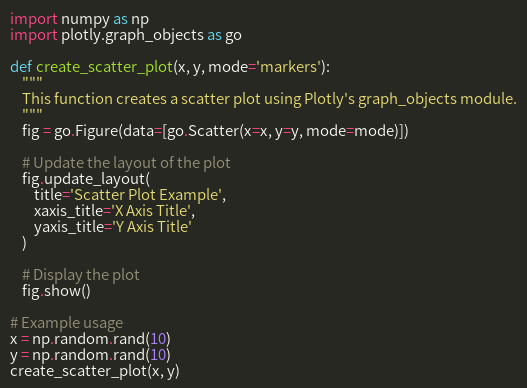 import numpy as np
import plotly.graph_objects as go

def create_scatter_plot(x, y, mode='markers'):
    """
    This function creates a scatter plot using Plotly's graph_objects module.
    """
    fig = go.Figure(data=[go.Scatter(x=x, y=y, mode=mode)])

    # Update the layout of the plot
    fig.update_layout(
        title='Scatter Plot Example',
        xaxis_title='X Axis Title',
        yaxis_title='Y Axis Title'
    )

    # Display the plot
    fig.show()

# Example usage
x = np.random.rand(10)
y = np.random.rand(10)
create_scatter_plot(x, y)